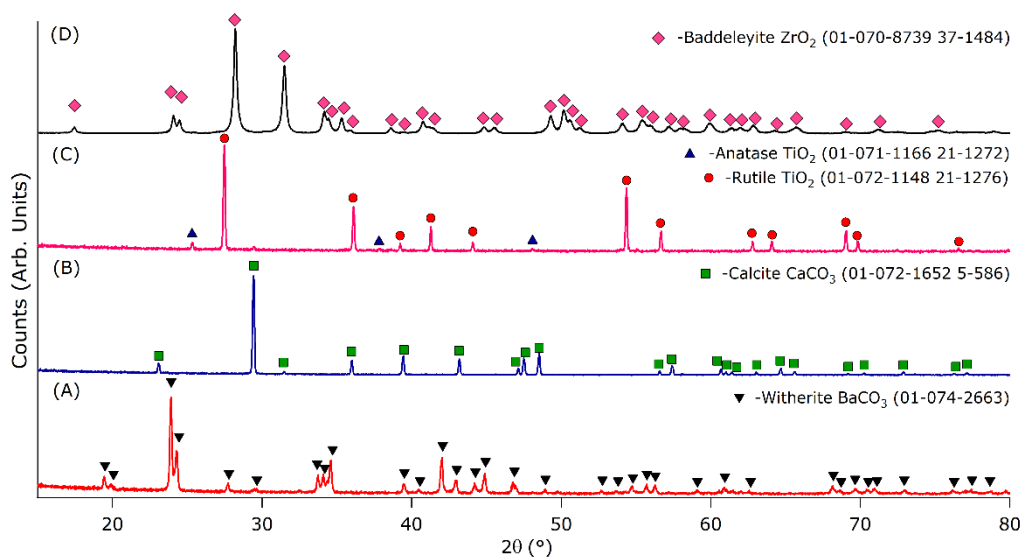 (D)
-Baddeleyite ZrO₂ (01-070-8739 37-1484)
(C)
-Anatase TiO₂ (01-071-1166 21-1272)
-Rutile TiO₂ (01-072-1148 21-1276)
(B)
-Calcite CaCO₃ (01-072-1652 5-586)
(A)
-Witherite BaCO₃ (01-074-2663)
Counts (Arb. Units)
20 30 40 50 60 70 80
2θ (°)